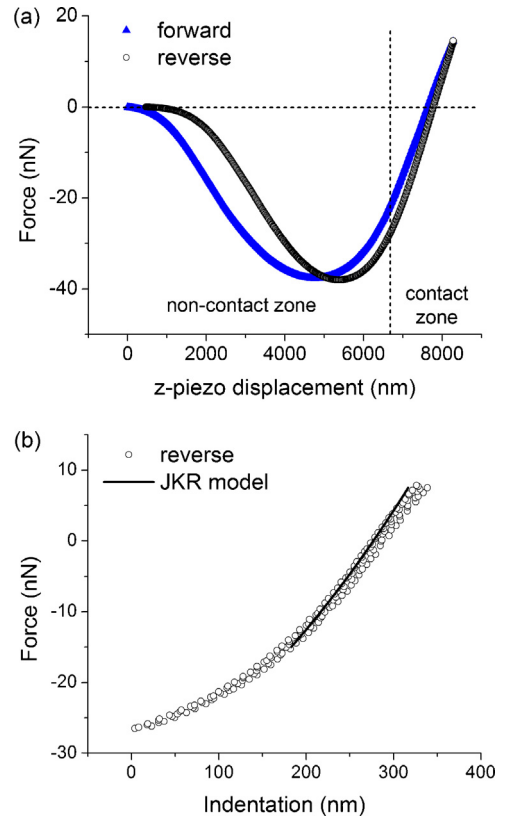 (a)
20
forward
reverse
0
-20
-40
Force (nN)
non-contact zone
contact
zone
0
2000
4000
6000
8000
z-piezo displacement (nm)
(b)
reverse
JKR model
10
0
-10
-20
-30
Force (nN)
0
100
200
300
400
Indentation (nm)